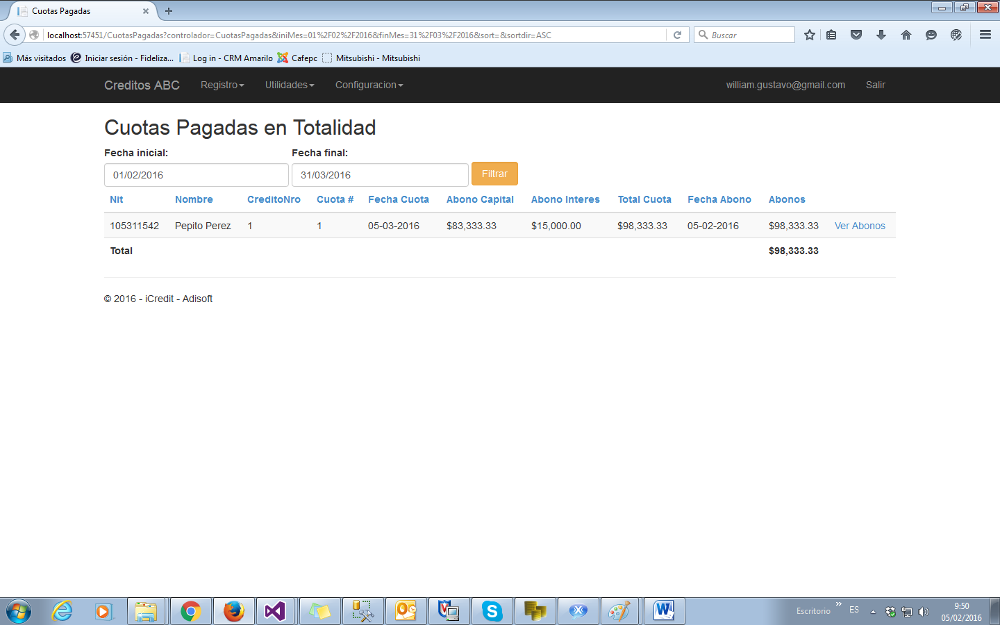 Cuotas Pagadas
localhost:57451/CuotasPagadas?controlador=CuotasPagadas&iniMes=01%2F02%2F2016&finMes=31%2F03%2F2016&sort=&sortdir=ASC
Buscar
Más visitados Iniciar sesión - Fideliza... Log in - CRM Amarilo Cafepc Mitsubishi - Mitsubishi
Creditos ABC Registro Utilidades Configuracion william.gustavo@gmail.com Salir
Cuotas Pagadas en Totalidad
Fecha inicial: Fecha final:
01/02/2016 31/03/2016 Filtrar
Nit Nombre CreditoNro Cuota # Fecha Cuota Abono Capital Abono Interes Total Cuota Fecha Abono Abonos
105311542 Pepito Perez 1 1 05-03-2016 $83,333.33 $15,000.00 $98,333.33 05-02-2016 $98,333.33 Ver Abonos
Total $98,333.33
© 2016 - iCredit - Adisoft
Escritorio » ES 9:50
05/02/2016